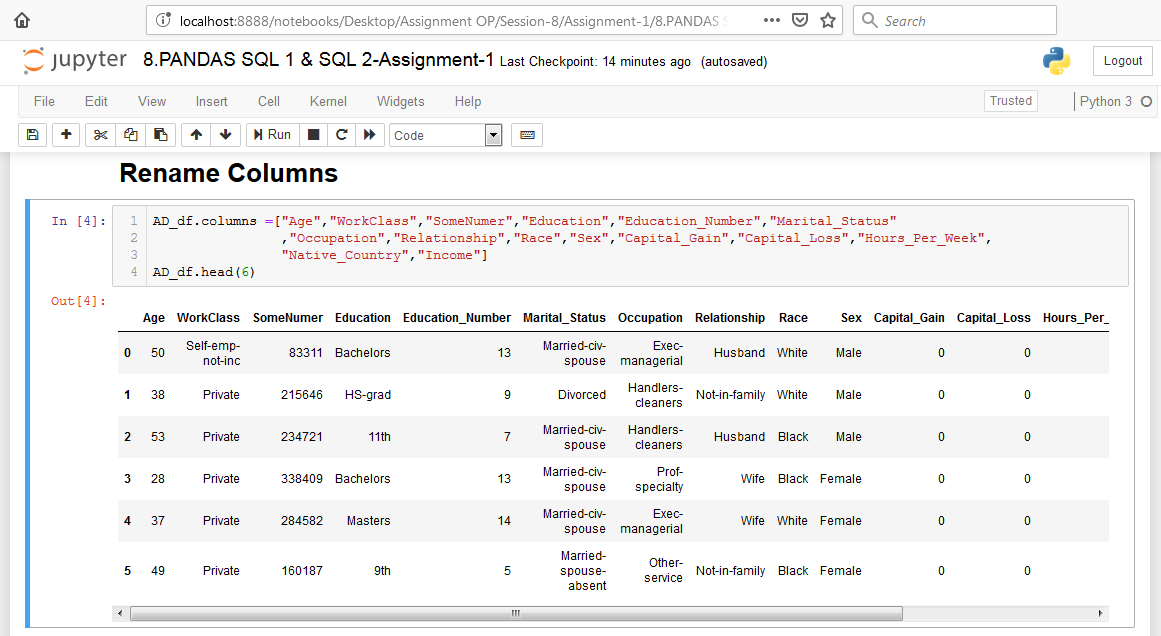 localhost:8888/notebooks/Desktop/Assignment OP/Session-8/Assignment-1/8.PANDAS S
Search
jupyter 8.PANDAS SQL 1 & SQL 2-Assignment-1 Last Checkpoint: 14 minutes ago (autosaved)
Logout
File Edit View Insert Cell Kernel Widgets Help Trusted Python 3
Run Code
Rename Columns
In [4]: 1 AD_df.columns =["Age","WorkClass","SomeNumer","Education","Education_Number","Marital_Status"
2 ,"Occupation","Relationship","Race","Sex","Capital_Gain","Capital_Loss","Hours_Per_Week",
3 "Native_Country","Income"]
4 AD_df.head(6)
Out[4]:
Age WorkClass SomeNumer Education Education_Number Marital_Status Occupation Relationship Race Sex Capital_Gain Capital_Loss Hours_Per_
0 50 Self-emp-not-inc 83311 Bachelors 13 Married-civ-spouse Exec-managerial Husband White Male 0 0
1 38 Private 215646 HS-grad 9 Divorced Handlers-cleaners Not-in-family White Male 0 0
2 53 Private 234721 11th 7 Married-civ-spouse Handlers-cleaners Husband Black Male 0 0
3 28 Private 338409 Bachelors 13 Married-civ-spouse Prof-specialty Wife Black Female 0 0
4 37 Private 284582 Masters 14 Married-civ-spouse Exec-managerial Wife White Female 0 0
5 49 Private 160187 9th 5 Married-spouse-absent Other-service Not-in-family Black Female 0 0